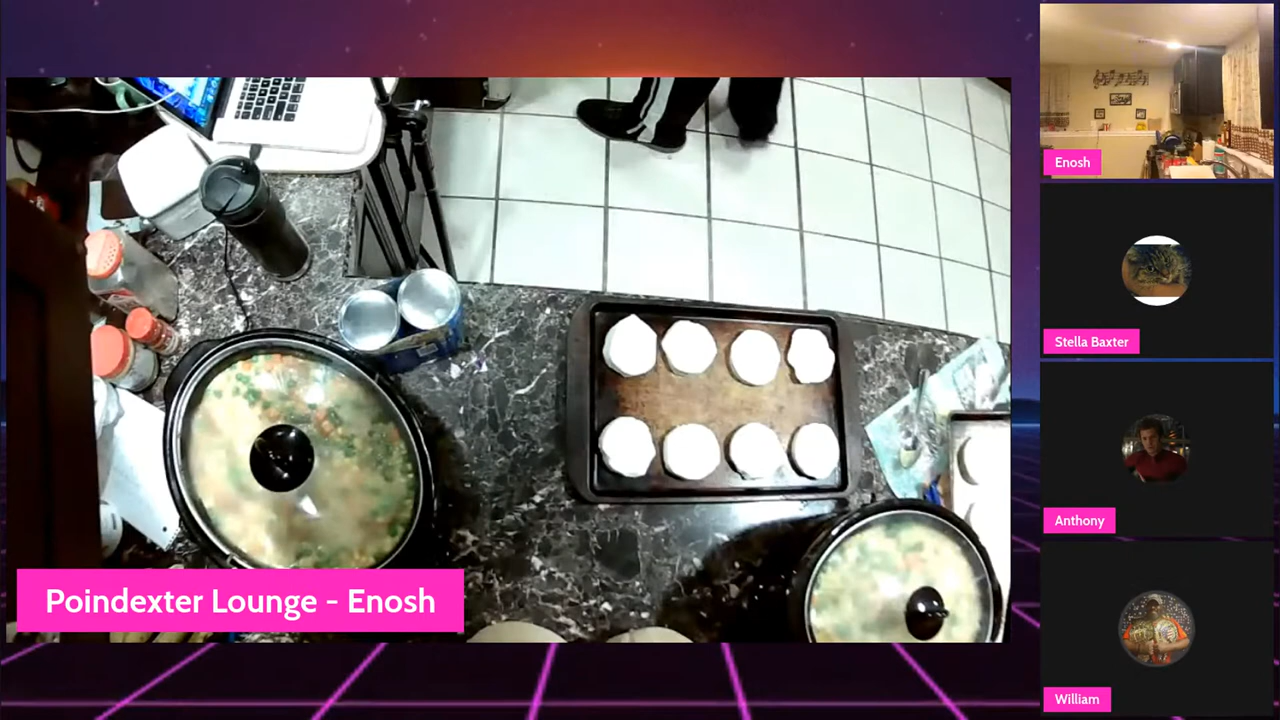 Poindexter Lounge - Enosh
Enosh
Stella Baxter
Anthony
William